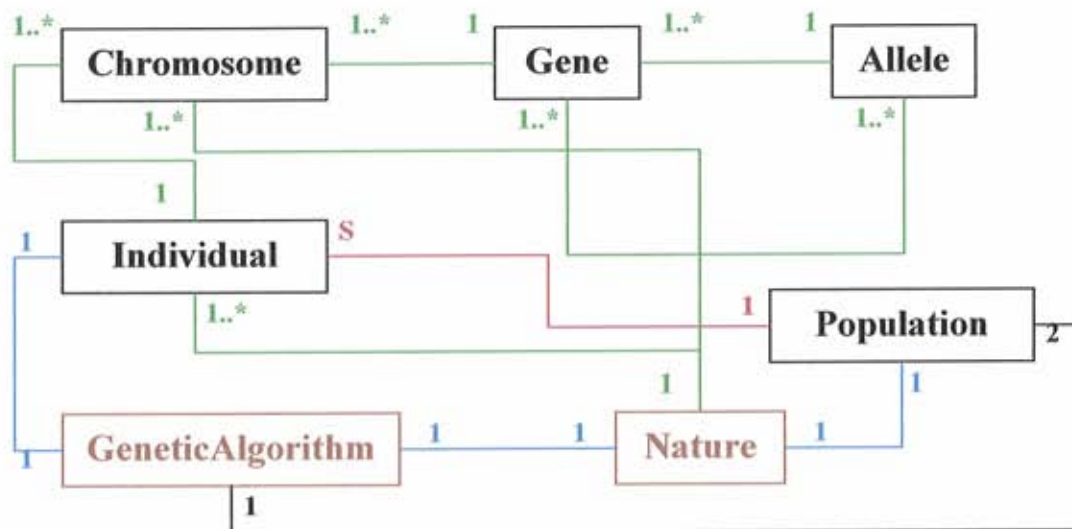 1..* 1..* 1 1..* 1
Chromosome Gene Allele
1..* 1..* 1..*
1
1 S
Individual
1..* 1
Population
2
1 1
GeneticAlgorithm 1 1 Nature 1
1
1